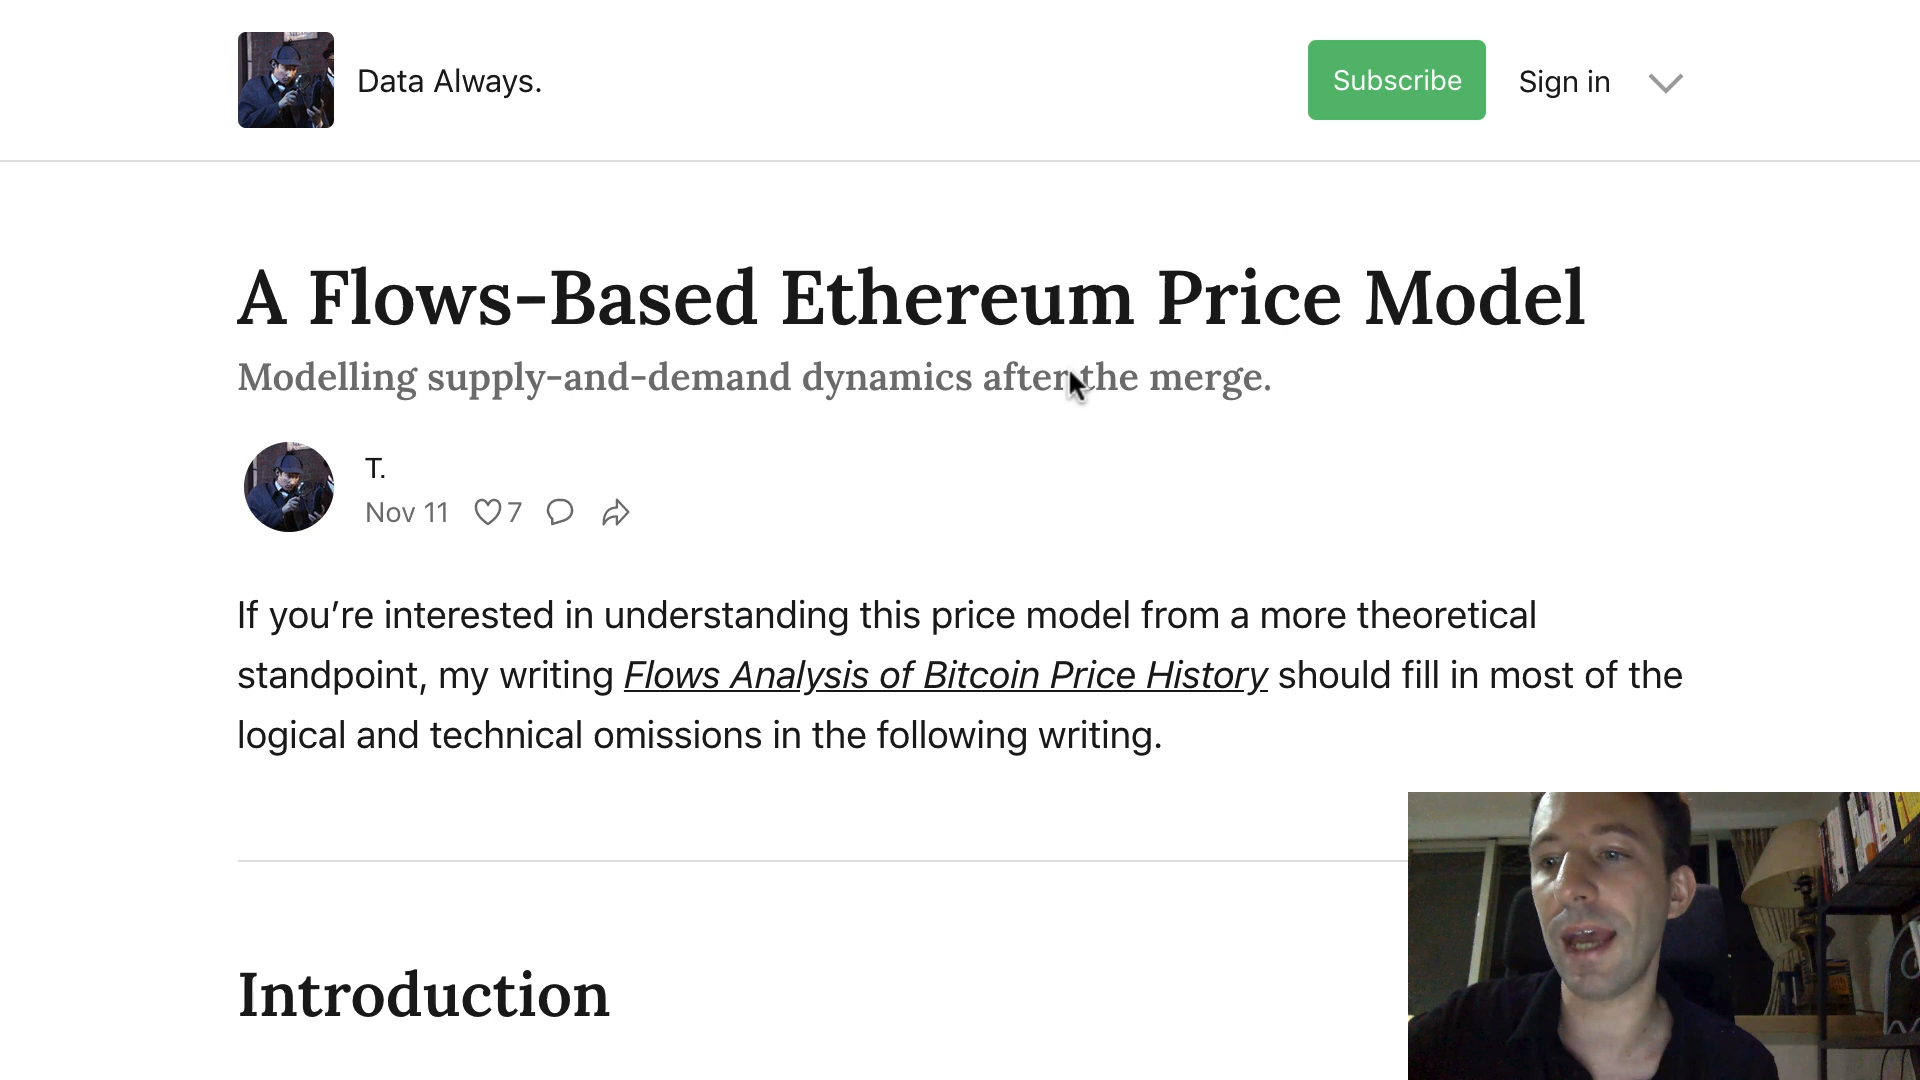 Data Always.
Subscribe
Sign in
A Flows-Based Ethereum Price Model
Modelling supply-and-demand dynamics after the merge.
T.
Nov 11
7
If you’re interested in understanding this price model from a more theoretical
standpoint, my writing Flows Analysis of Bitcoin Price History should fill in most of the
logical and technical omissions in the following writing.
Introduction